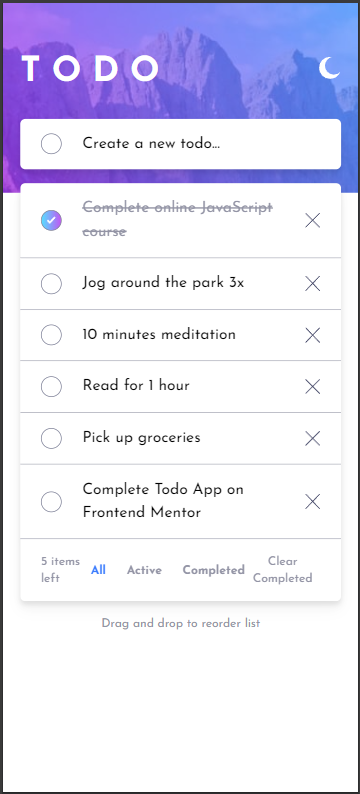 TODO
Create a new todo...
Complete online JavaScript
course
Jog around the park 3x
10 minutes meditation
Read for 1 hour
Pick up groceries
Complete Todo App on
Frontend Mentor
5 items
left
All
Active
Completed
Clear
Completed
Drag and drop to reorder list